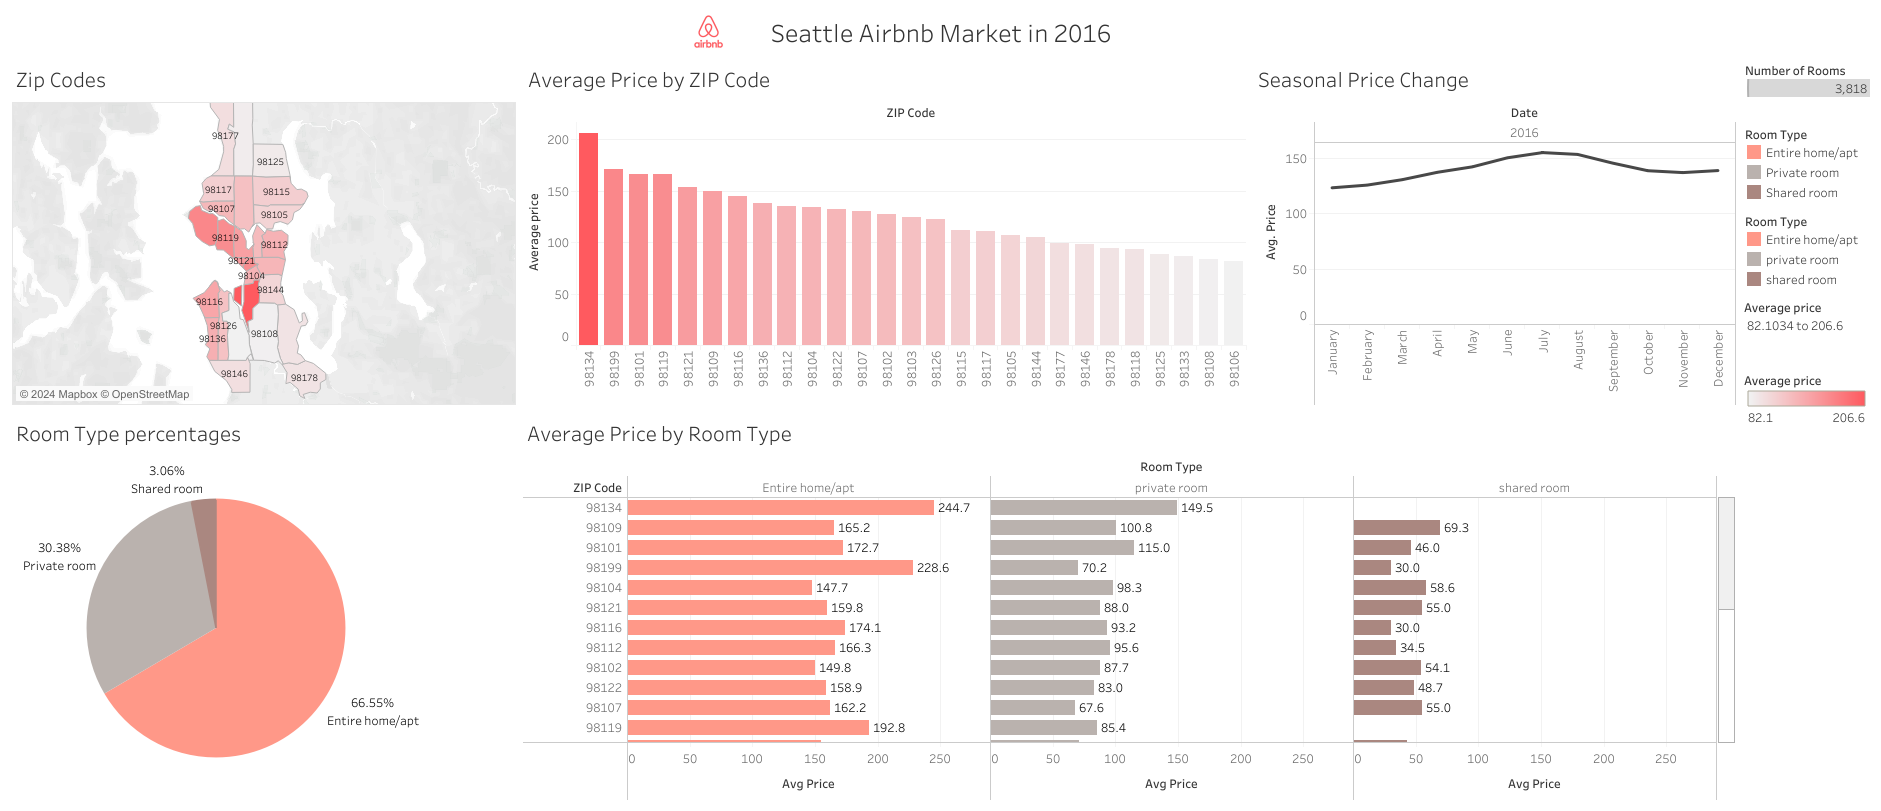 airbnb
Seattle Airbnb Market in 2016
Zip Codes
98177
98125
98117
98115
98107
98105
98119
98112
98121
98104
98144
98116
98126
98108
98136
98146
98178
© 2024 Mapbox © OpenStreetMap
Average Price by ZIP Code
ZIP Code
Average price
200
150
100
50
0
98134
98199
98101
98119
98121
98109
98116
98136
98112
98104
98122
98107
98102
98103
98126
98115
98117
98105
98144
98177
98146
98178
98118
98125
98133
98108
98106
Seasonal Price Change
Date
2016
Avg. Price
150
100
50
0
January
February
March
April
May
June
July
August
September
October
November
December
Number of Rooms
3,818
Room Type
Entire home/apt
Private room
Shared room
Room Type
Entire home/apt
private room
shared room
Average price
82.1034 to 206.6
Average price
82.1 206.6
Room Type percentages
3.06%
Shared room
30.38%
Private room
66.55%
Entire home/apt
Average Price by Room Type
Room Type
ZIP Code Entire home/apt private room shared room
98134 244.7 149.5
98109 165.2 100.8 69.3
98101 172.7 115.0 46.0
98199 228.6 70.2 30.0
98104 147.7 98.3 58.6
98121 159.8 88.0 55.0
98116 174.1 93.2 30.0
98112 166.3 95.6 34.5
98102 149.8 87.7 54.1
98122 158.9 83.0 48.7
98107 162.2 67.6 55.0
98119 192.8 85.4
0 50 100 150 200 250 0 50 100 150 200 250 0 50 100 150 200 250
Avg Price Avg Price Avg Price